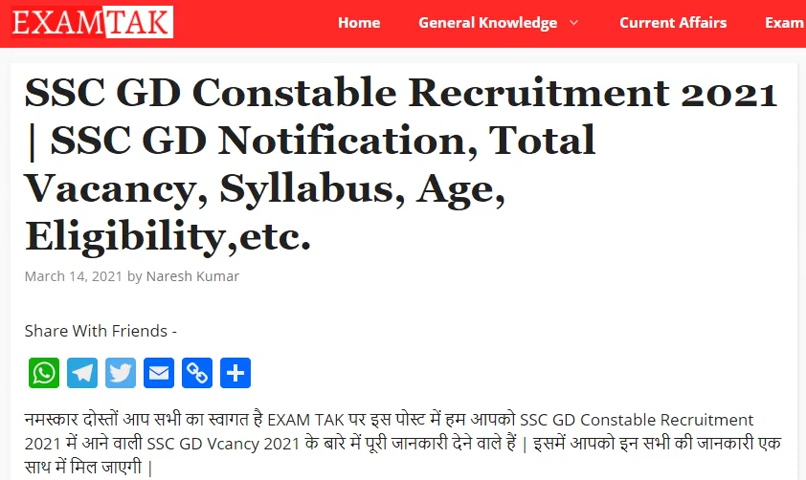 EXAMTAK
Home General Knowledge Current Affairs Exam
SSC GD Constable Recruitment 2021
| SSC GD Notification, Total
Vacancy, Syllabus, Age,
Eligibility,etc.
March 14, 2021 by Naresh Kumar
Share With Friends -
नमस्कार दोस्तों आप सभी का स्वागत है EXAM TAK पर इस पोस्ट में हम आपको SSC GD Constable Recruitment
2021 में आने वाली SSC GD Vcancy 2021 के बारे में पूरी जानकारी देने वाले हैं | इसमें आपको इन सभी की जानकारी एक
साथ में मिल जाएगी |